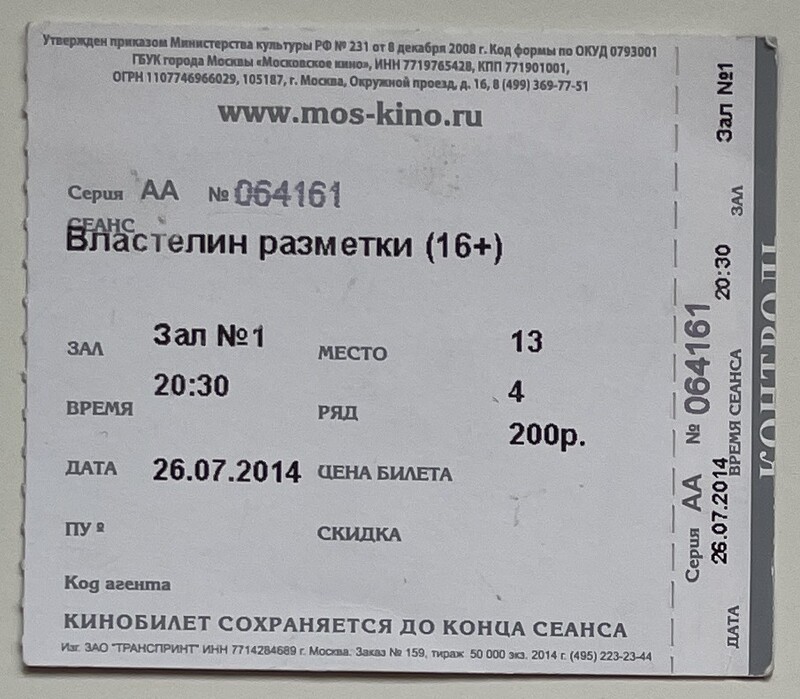 Утвержден приказом Министерства культуры РФ № 231 от 8 декабря 2008 г. Код формы по ОКУД 0793001
ГБУК города Москвы «Московское кино», ИНН 7719765428, КПП 771901001,
ОГРН 1107746966029, 105187, г. Москва, Окружной проезд, д. 16, 8 (499) 369-77-51
www.mos-kino.ru
Серия АА № 064161
СЕАНС
Властелин разметки (16+)
ЗАЛ Зал №1 МЕСТО 13
ВРЕМЯ 20:30 РЯД 4
ДАТА 26.07.2014 ЦЕНА БИЛЕТА 200р.
ПУ № СКИДКА
Код агента
КИНОБИЛЕТ СОХРАНЯЕТСЯ ДО КОНЦА СЕАНСА
Изг. ЗАО "ТРАНСПРИНТ" ИНН 7714284689 г. Москва. Заказ № 159, тираж 50 000 экз. 2014 г. (495) 223-23-44
Серия АА № 064161
ДАТА 26.07.2014
ВРЕМЯ СЕАНСА 20:30
ЗАЛ Зал №1
КОНТРОЛЬ